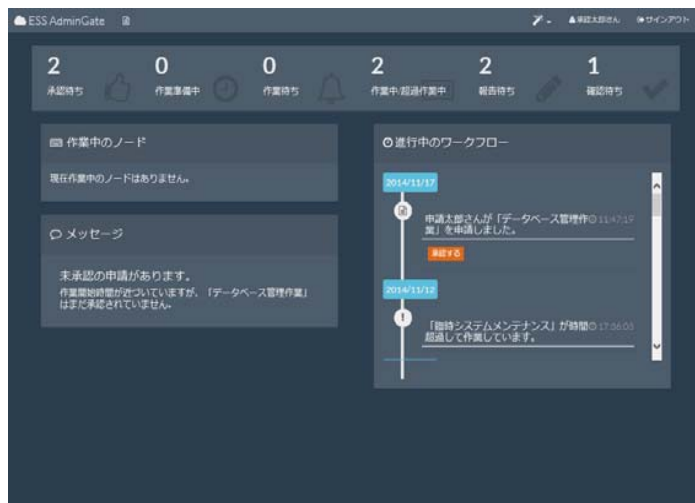 ESS AdminGate
承認太郎さん
サインアウト
2
承認待ち
0
作業準備中
0
作業待ち
2
作業中/超過作業中
2
報告待ち
1
確認待ち
作業中のノード
現在作業中のノードはありません。
メッセージ
未承認の申請があります。
作業開始時間が近づいていますが、「データベース管理作業」
はまだ承認されていません。
進行中のワークフロー
2014/11/17
申請太郎さんが「データベース管理作 11:47:19
業」を申請しました。
承認する
2014/11/12
「臨時システムメンテナンス」が時間 17:36:03
超過して作業しています。